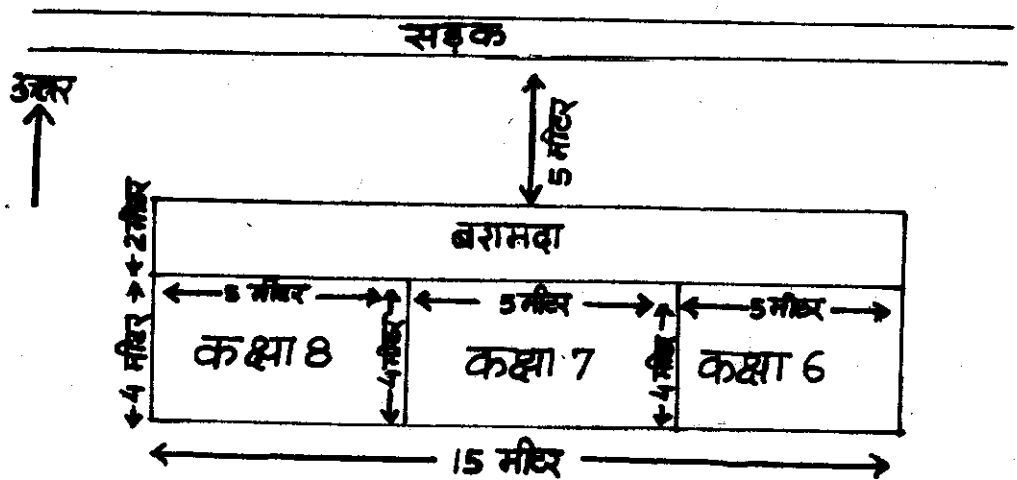 सड़क
उत्तर
5 मीटर
2 मीटर
बरामदा
5 मीटर
5 मीटर
5 मीटर
4 मीटर
कक्षा 8
4 मीटर
कक्षा 7
4 मीटर
कक्षा 6
15 मीटर